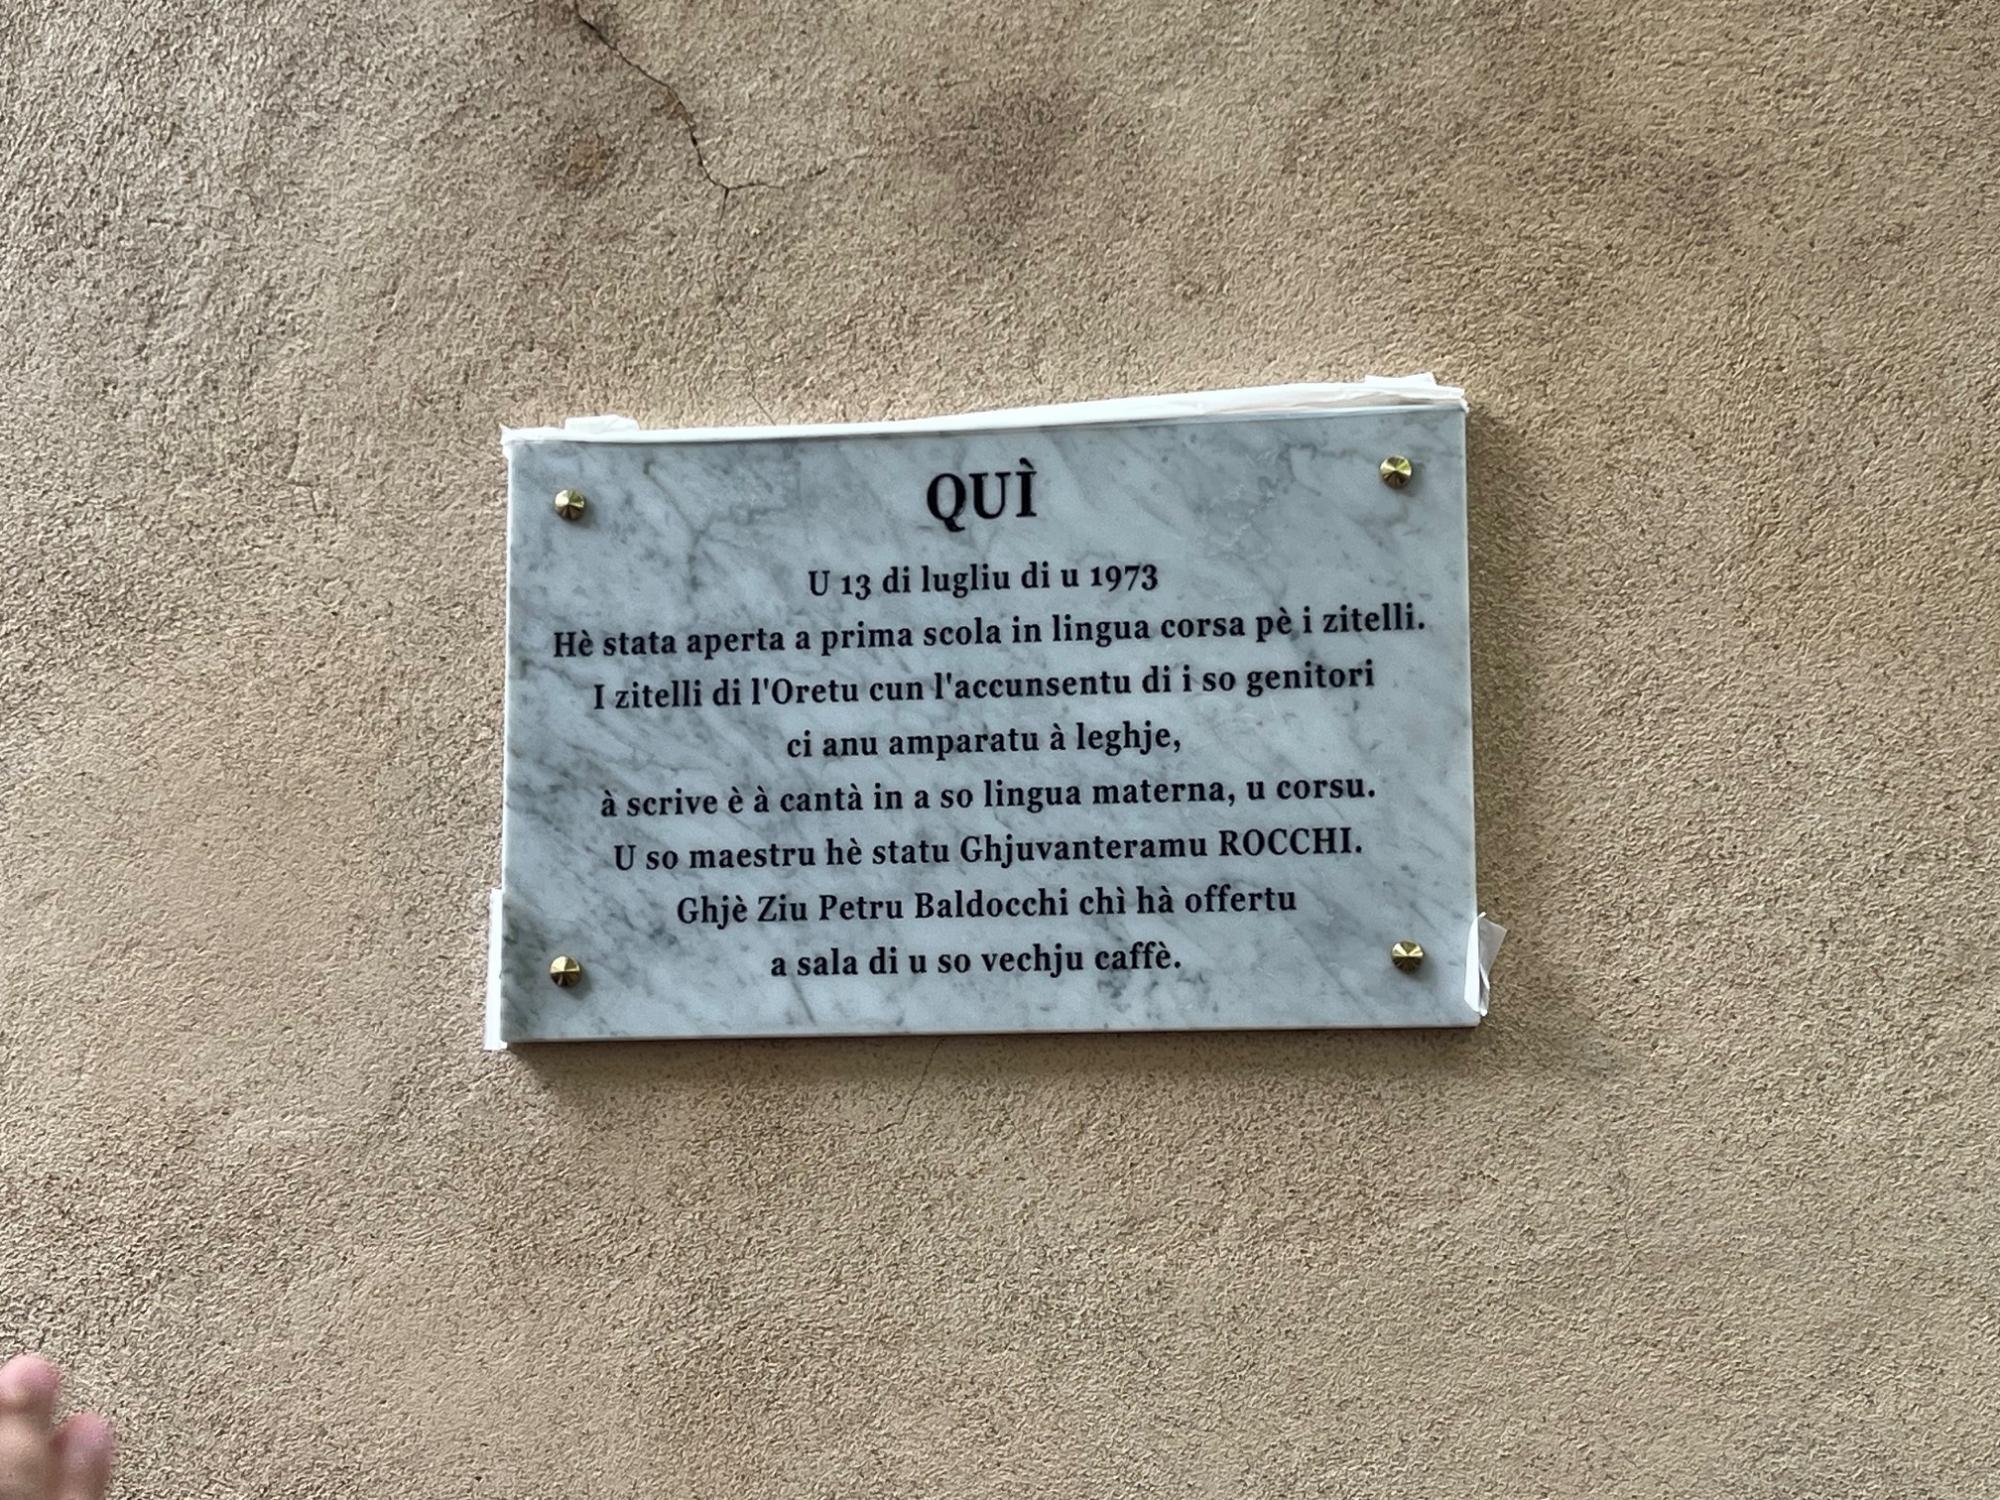 QUÌ
U 13 di lugliu di u 1973
Hè stata aperta a prima scola in lingua corsa pè i zitelli.
I zitelli di l'Oretu cun l'accunsentu di i so genitori
ci anu amparatu à leghje,
à scrive è à cantà in a so lingua materna, u corsu.
U so maestru hè statu Ghjuvanteramu ROCCHI.
Ghjè Ziu Petru Baldocchi chì hà offertu
a sala di u so vechju caffè.